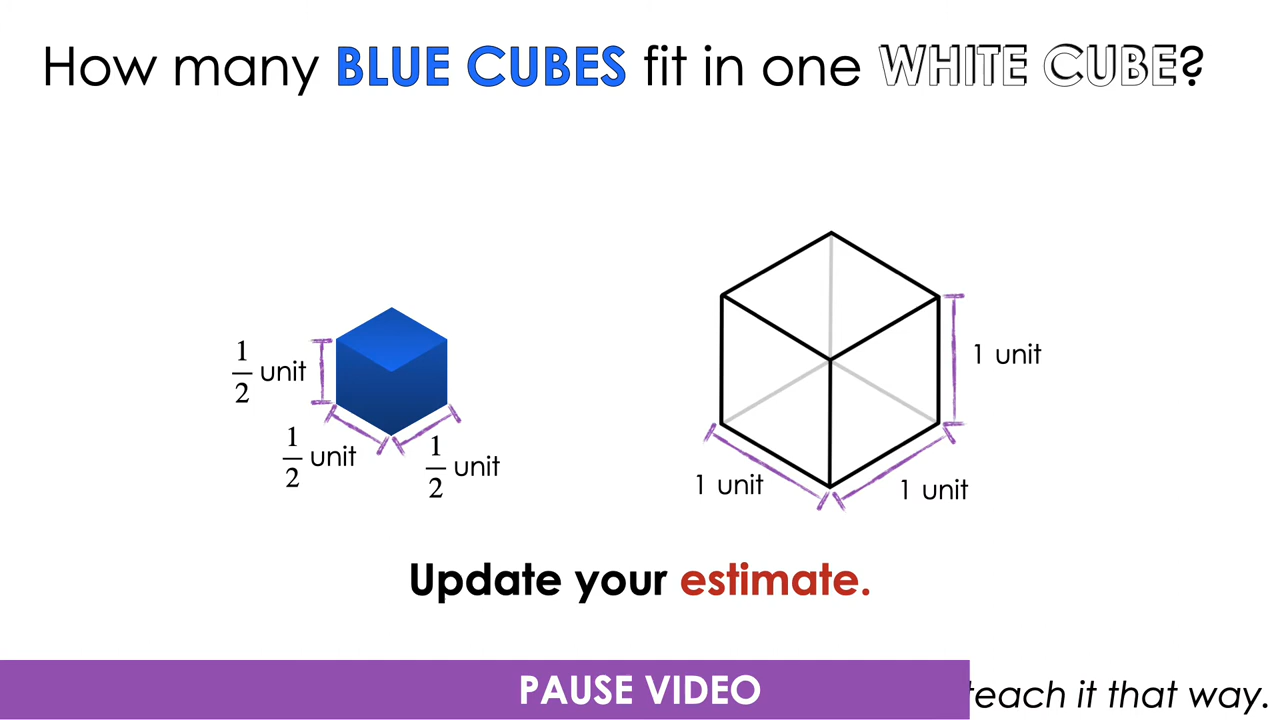 How many BLUE CUBES fit in one WHITE CUBE?
1/2 unit
1/2 unit
1/2 unit
1 unit
1 unit
1 unit
Update your estimate.
PAUSE VIDEO
teach it that way.